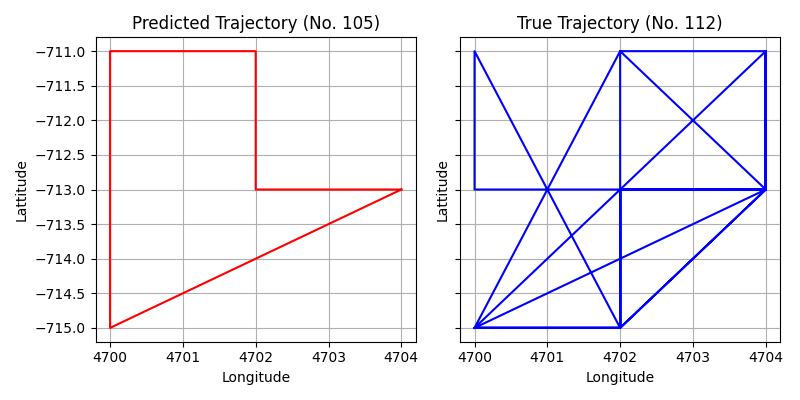 Predicted Trajectory (No. 105)
−711.0
−711.5
−712.0
−712.5
−713.0
−713.5
−714.0
−714.5
−715.0
Lattitude
4700 4701 4702 4703 4704
Longitude
True Trajectory (No. 112)
Lattitude
4700 4701 4702 4703 4704
Longitude